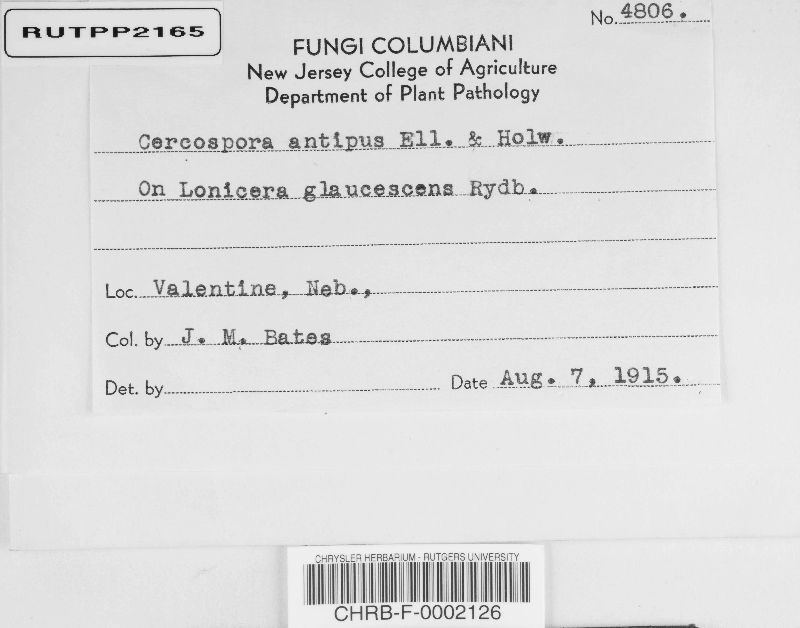 RUTPP2165
No. 4806.
FUNGI COLUMBIANI
New Jersey College of Agriculture
Department of Plant Pathology
Cercospora antipus Ell. & Holw.
On Lonicera glaucescens Rydb.
Loc. Valentine, Neb.,
Col. by J. M. Bates
Det. by
Date Aug. 7, 1915.
CHRYSLER HERBARIUM - RUTGERS UNIVERSITY
CHRB-F-0002126